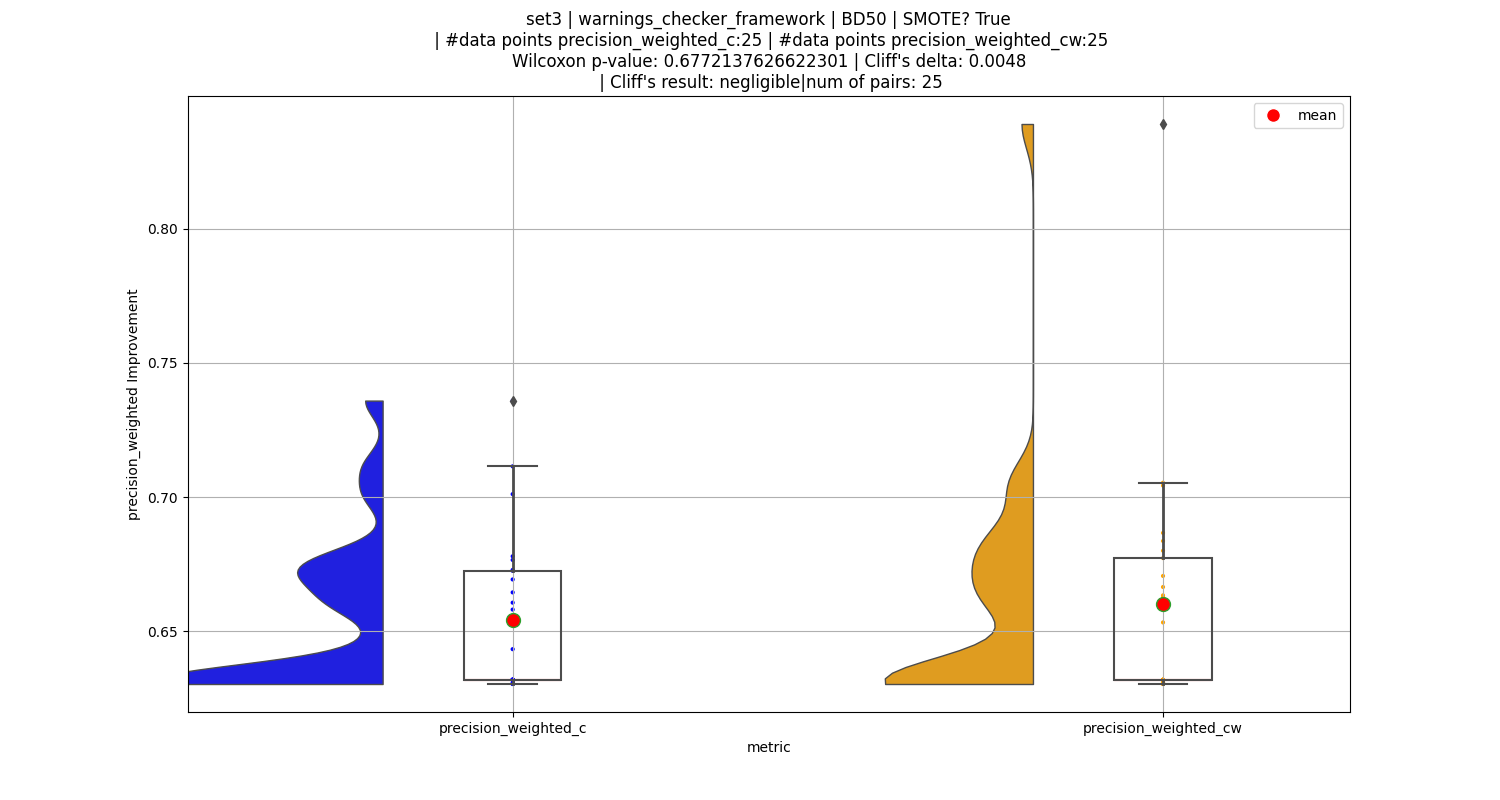 set3 | warnings_checker_framework | BD50 | SMOTE? True
| #data points precision_weighted_c:25 | #data points precision_weighted_cw:25
Wilcoxon p-value: 0.6772137626622301 | Cliff's delta: 0.0048
| Cliff's result: negligible|num of pairs: 25
mean
precision_weighted Improvement
0.80
0.75
0.70
0.65
precision_weighted_c
precision_weighted_cw
metric